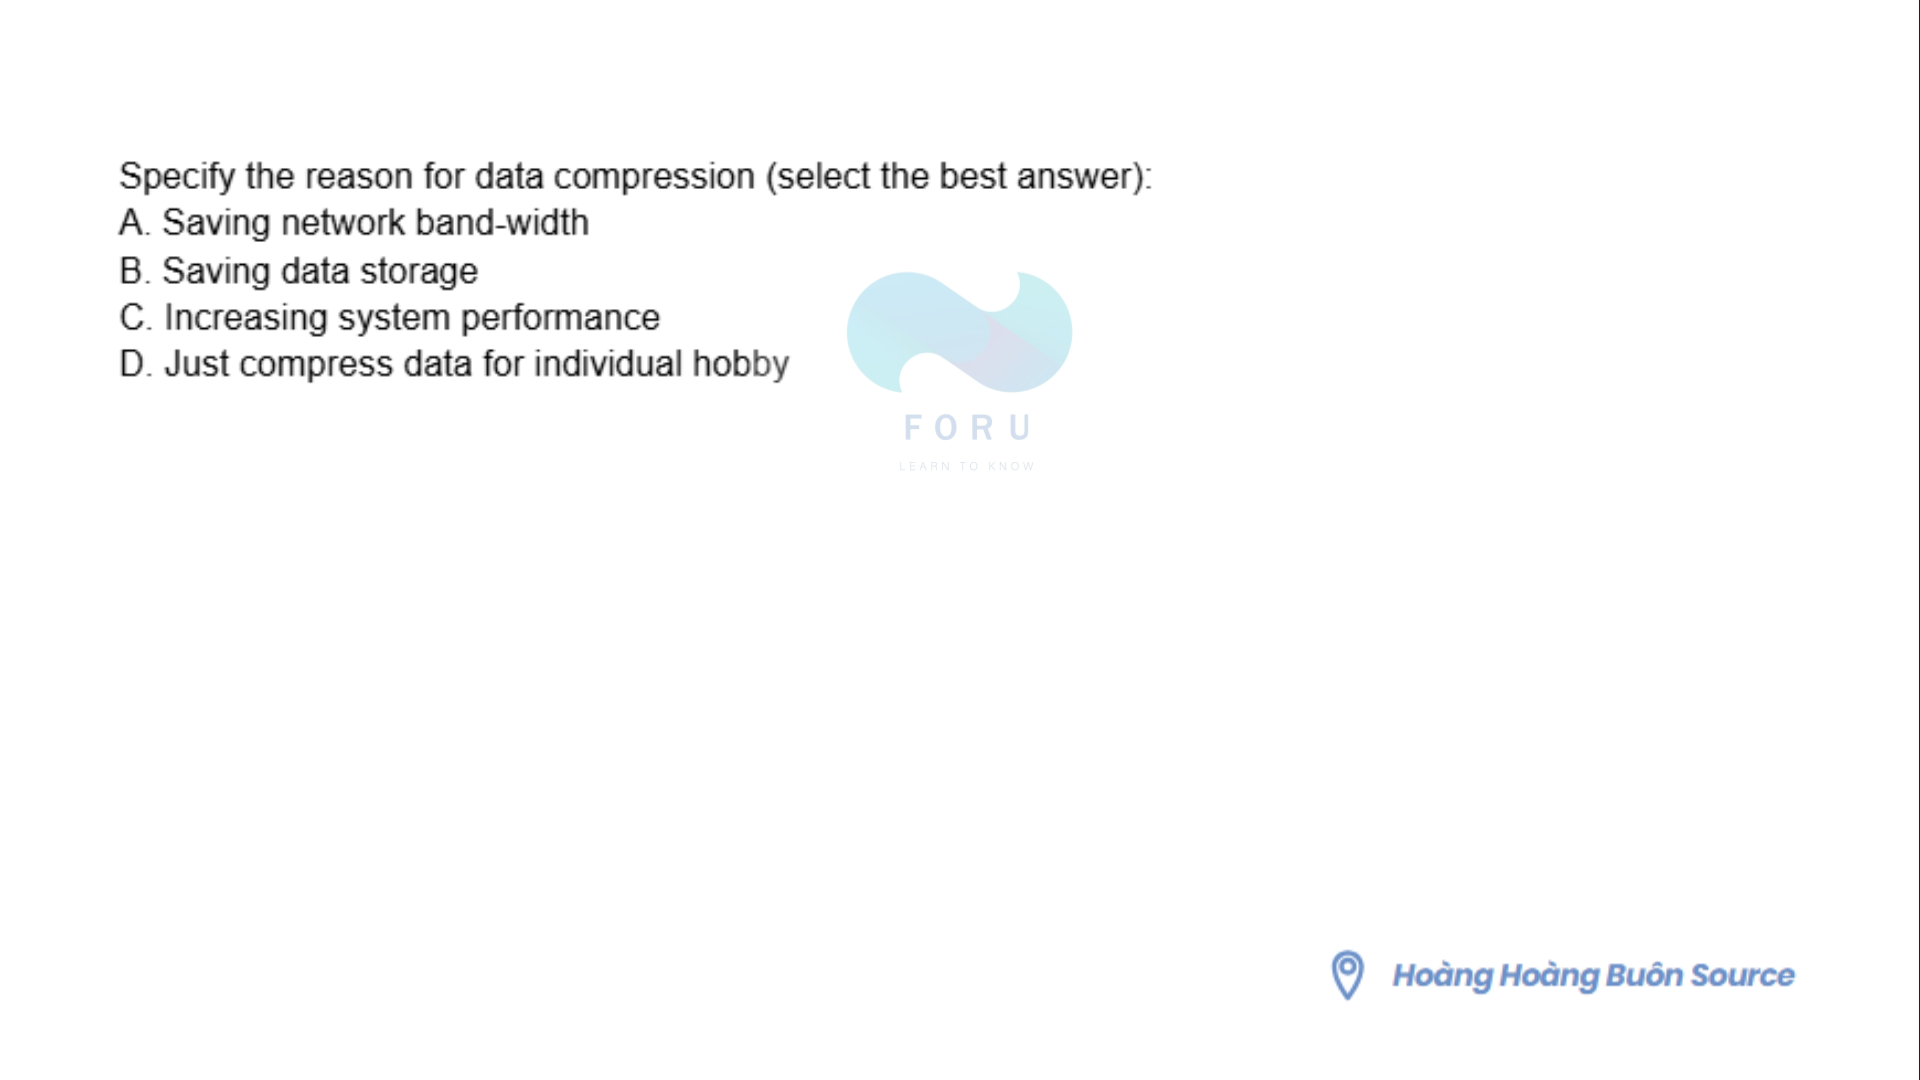 Specify the reason for data compression (select the best answer):
A. Saving network band-width
B. Saving data storage
C. Increasing system performance
D. Just compress data for individual hobby
FORU
LEARN TO KNOW
Hoàng Hoàng Buôn Source